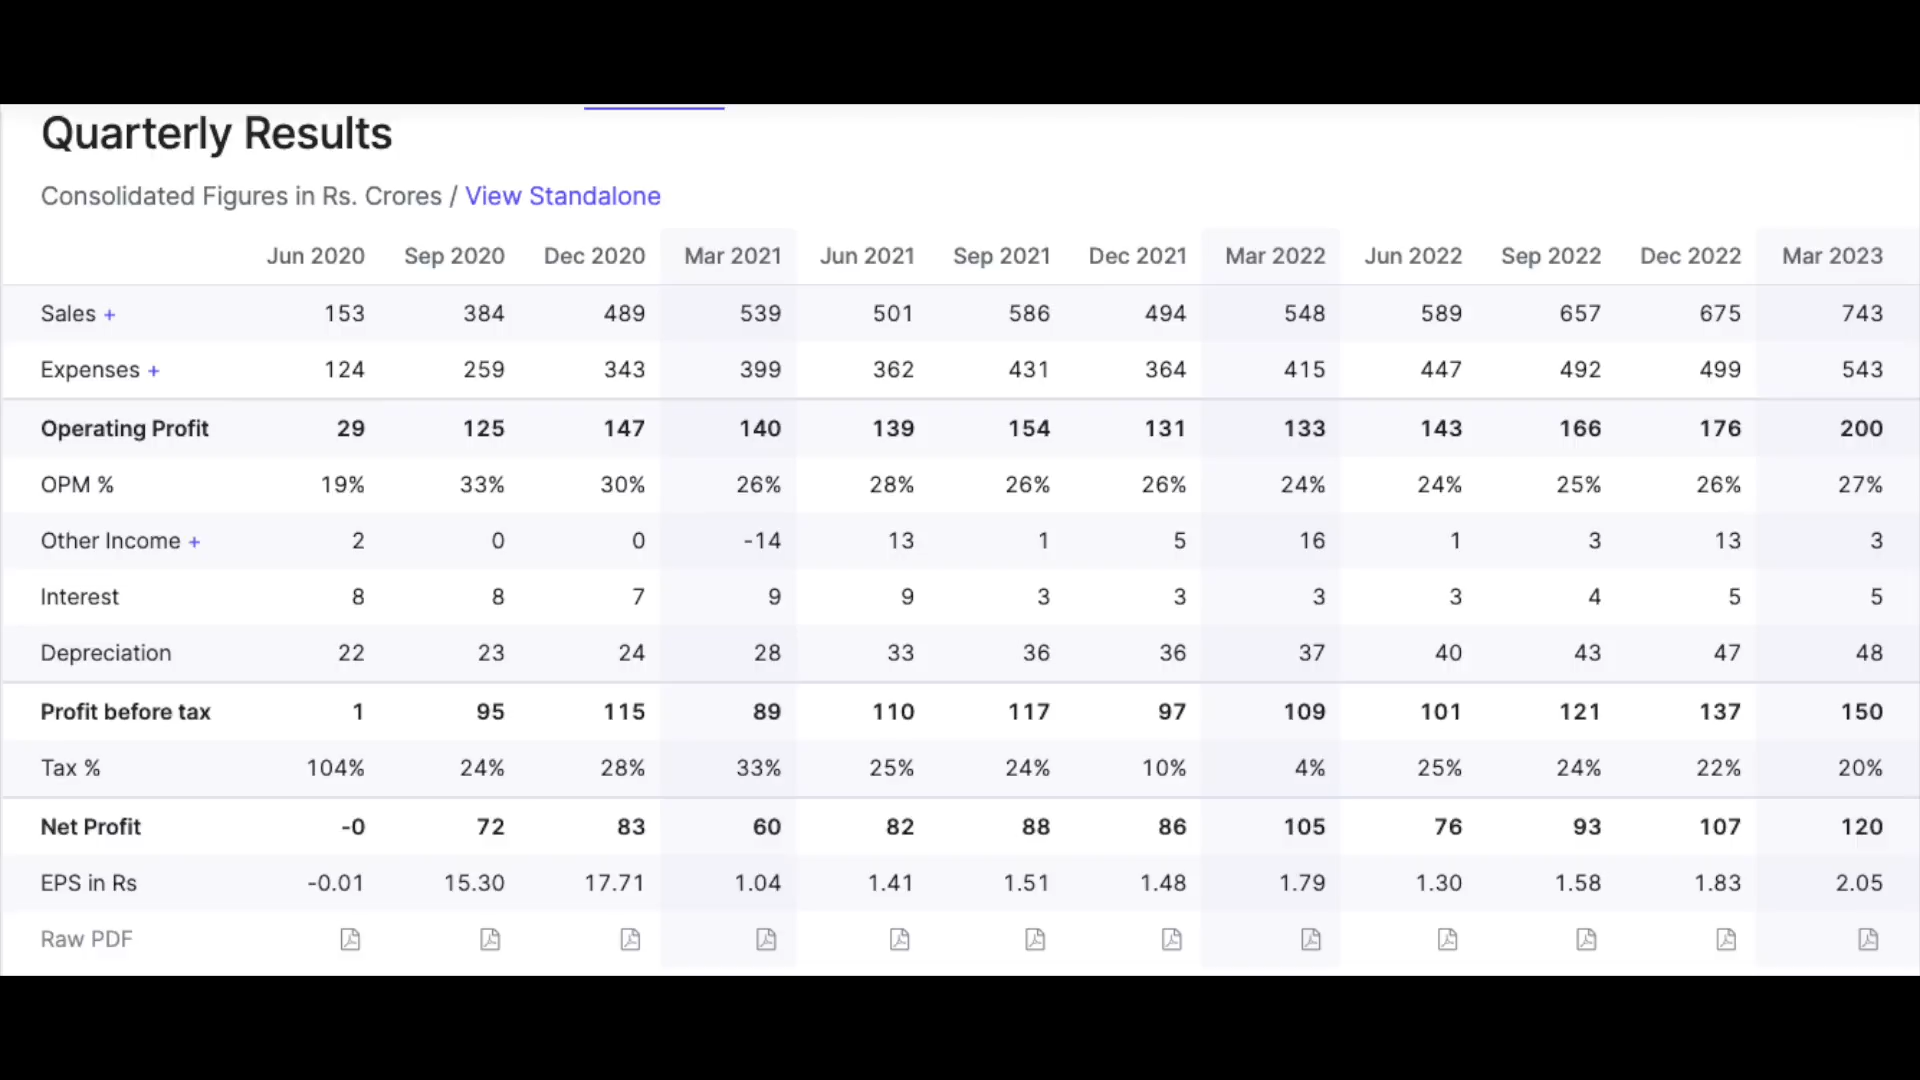 Quarterly Results
Consolidated Figures in Rs. Crores / View Standalone
Jun 2020 Sep 2020 Dec 2020 Mar 2021 Jun 2021 Sep 2021 Dec 2021 Mar 2022 Jun 2022 Sep 2022 Dec 2022 Mar 2023
Sales + 153 384 489 539 501 586 494 548 589 657 675 743
Expenses + 124 259 343 399 362 431 364 415 447 492 499 543
Operating Profit 29 125 147 140 139 154 131 133 143 166 176 200
OPM % 19% 33% 30% 26% 28% 26% 26% 24% 24% 25% 26% 27%
Other Income + 2 0 0 -14 13 1 5 16 1 3 13 3
Interest 8 8 7 9 9 3 3 3 3 4 5 5
Depreciation 22 23 24 28 33 36 36 37 40 43 47 48
Profit before tax 1 95 115 89 110 117 97 109 101 121 137 150
Tax % 104% 24% 28% 33% 25% 24% 10% 4% 25% 24% 22% 20%
Net Profit -0 72 83 60 82 88 86 105 76 93 107 120
EPS in Rs -0.01 15.30 17.71 1.04 1.41 1.51 1.48 1.79 1.30 1.58 1.83 2.05
Raw PDF